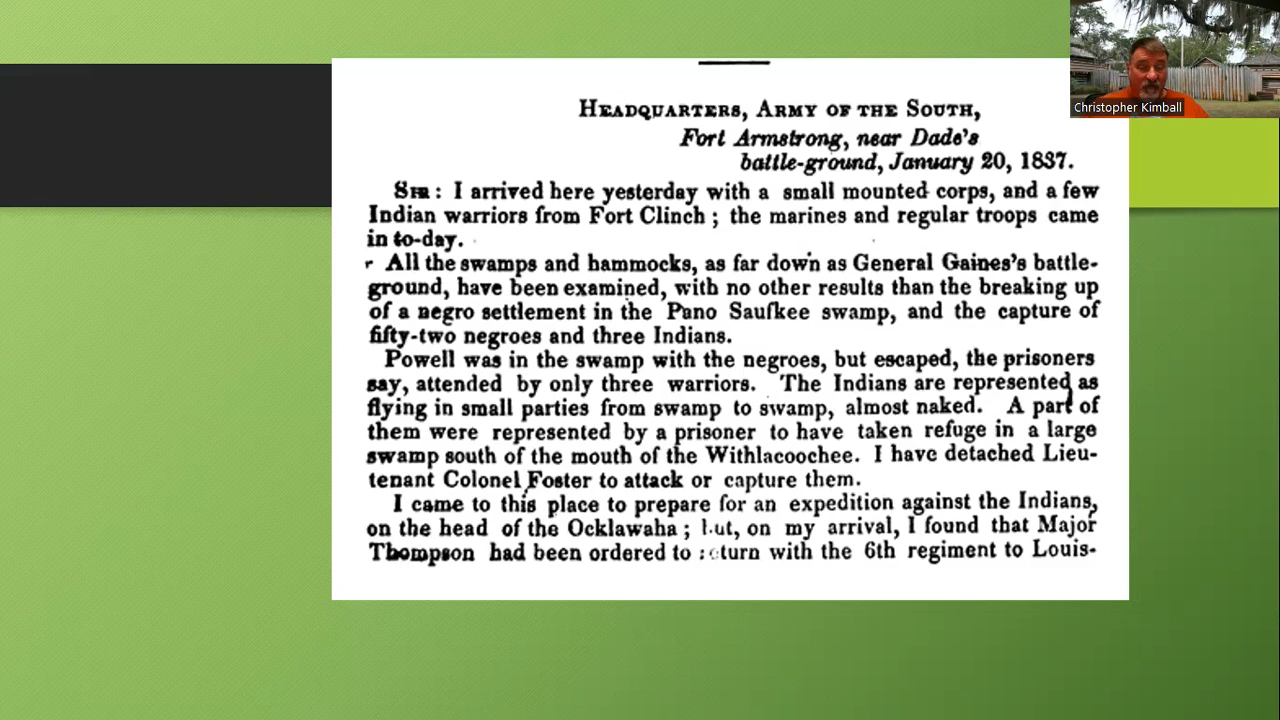 HEADQUARTERS, ARMY OF THE SOUTH,
Fort Armstrong, near Dade's
battle-ground, January 20, 1837.
SIR: I arrived here yesterday with a small mounted corps, and a few
Indian warriors from Fort Clinch; the marines and regular troops came
in to-day.
All the swamps and hammocks, as far down as General Gaines's battle-
ground, have been examined, with no other results than the breaking up
of a negro settlement in the Pano Saufkee swamp, and the capture of
fifty-two negroes and three Indians.
Powell was in the swamp with the negroes, but escaped, the prisoners
say, attended by only three warriors. The Indians are represented as
flying in small parties from swamp to swamp, almost naked. A part of
them were represented by a prisoner to have taken refuge in a large
swamp south of the mouth of the Withlacoochee. I have detached Lieu-
tenant Colonel Foster to attack or capture them.
I came to this place to prepare for an expedition against the Indians,
on the head of the Ocklawaha; but, on my arrival, I found that Major
Thompson had been ordered to return with the 6th regiment to Louis-
Christopher Kimball